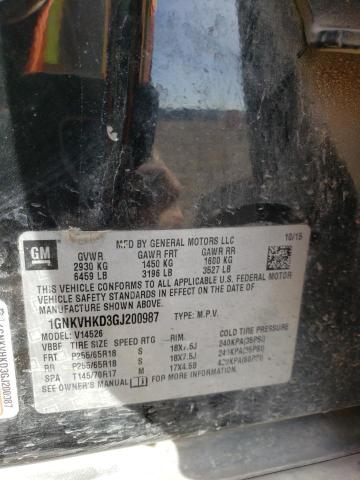 GM
MFD BY GENERAL MOTORS LLC
10/15
GVWR GAWR FRT GAWR RR
2930 KG 1450 KG 1600 KG
6459 LB 3196 LB 3527 LB
THIS VEHICLE CONFORMS TO ALL APPLICABLE U.S. FEDERAL MOTOR
VEHICLE SAFETY
THEFT PREVENTION STANDARDS IN EFFECT ON THE DATE OF
MANUFACTURE SHOWN ABOVE.
1GNKVHKD3GJ200987 TYPE: M.P.V.
MODEL: V14526
VBBF TIRE SIZE SPEED RTG RIM COLD TIRE PRESSURE
FRT P255/65R18 S 18X7.5J 240KPA(35PSI)
RR P255/65R18 S 18X7.5J 240KPA(35PSI)
SPA T145/70R17 M 17X4.5B 420KPA(60PSI)
SEE OWNER'S MANUAL FOR